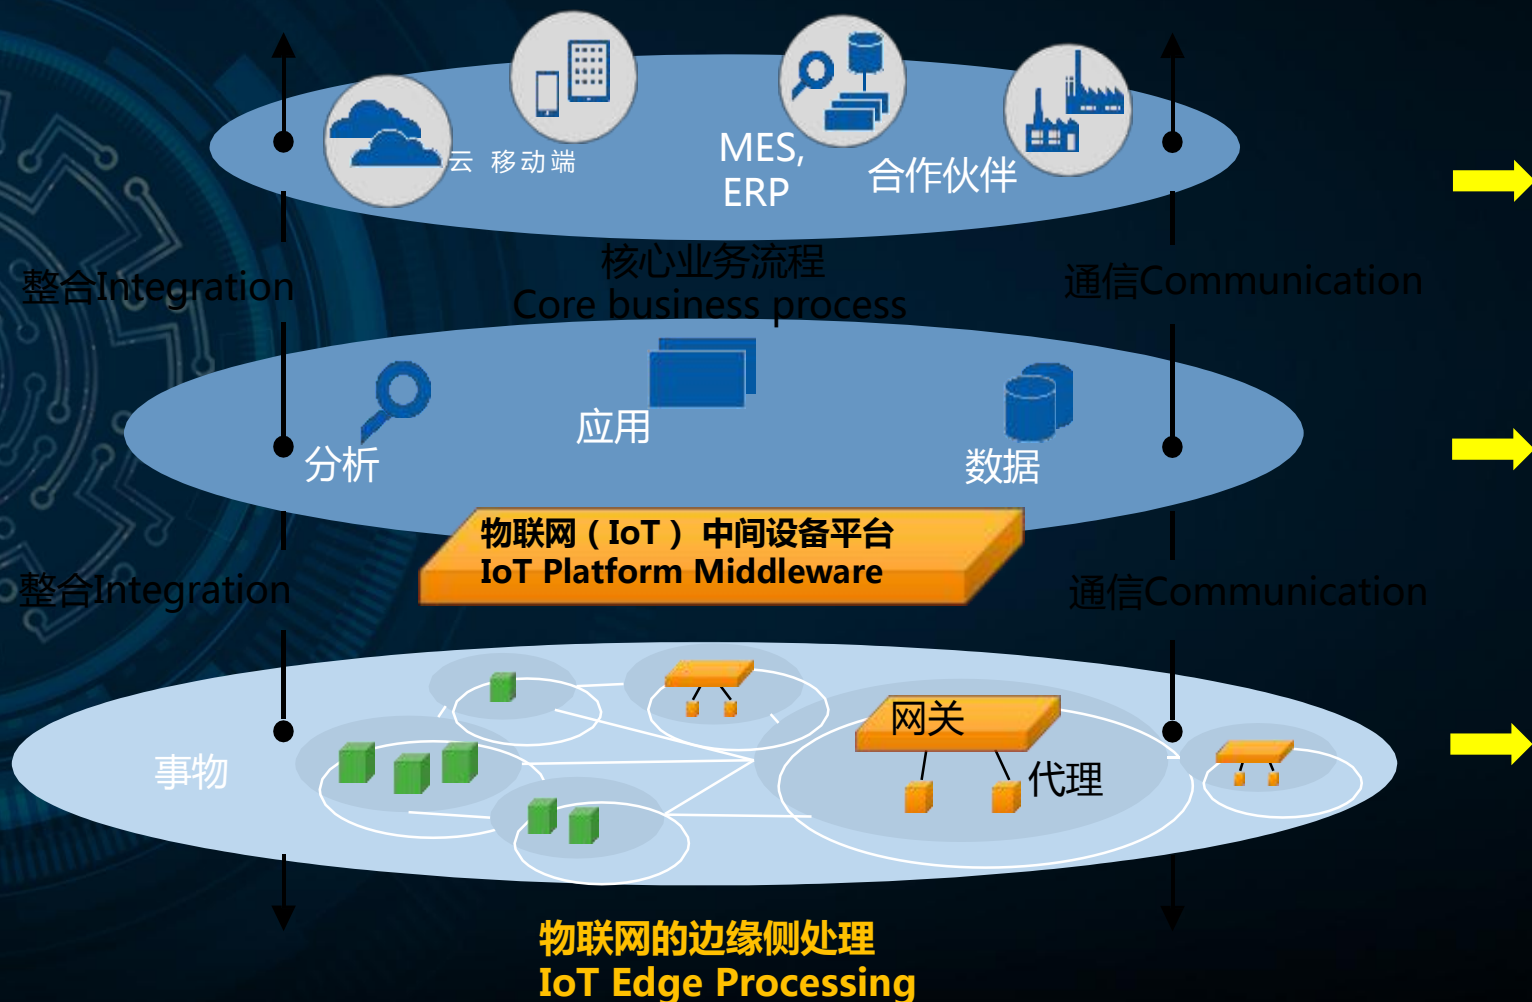 云 移动端
MES,
ERP
合作伙伴
核心业务流程
Core business process
整合Integration
通信Communication
分析
应用
数据
物联网（IoT） 中间设备平台
IoT Platform Middleware
整合Integration
通信Communication
事物
网关
代理
物联网的边缘侧处理
IoT Edge Processing